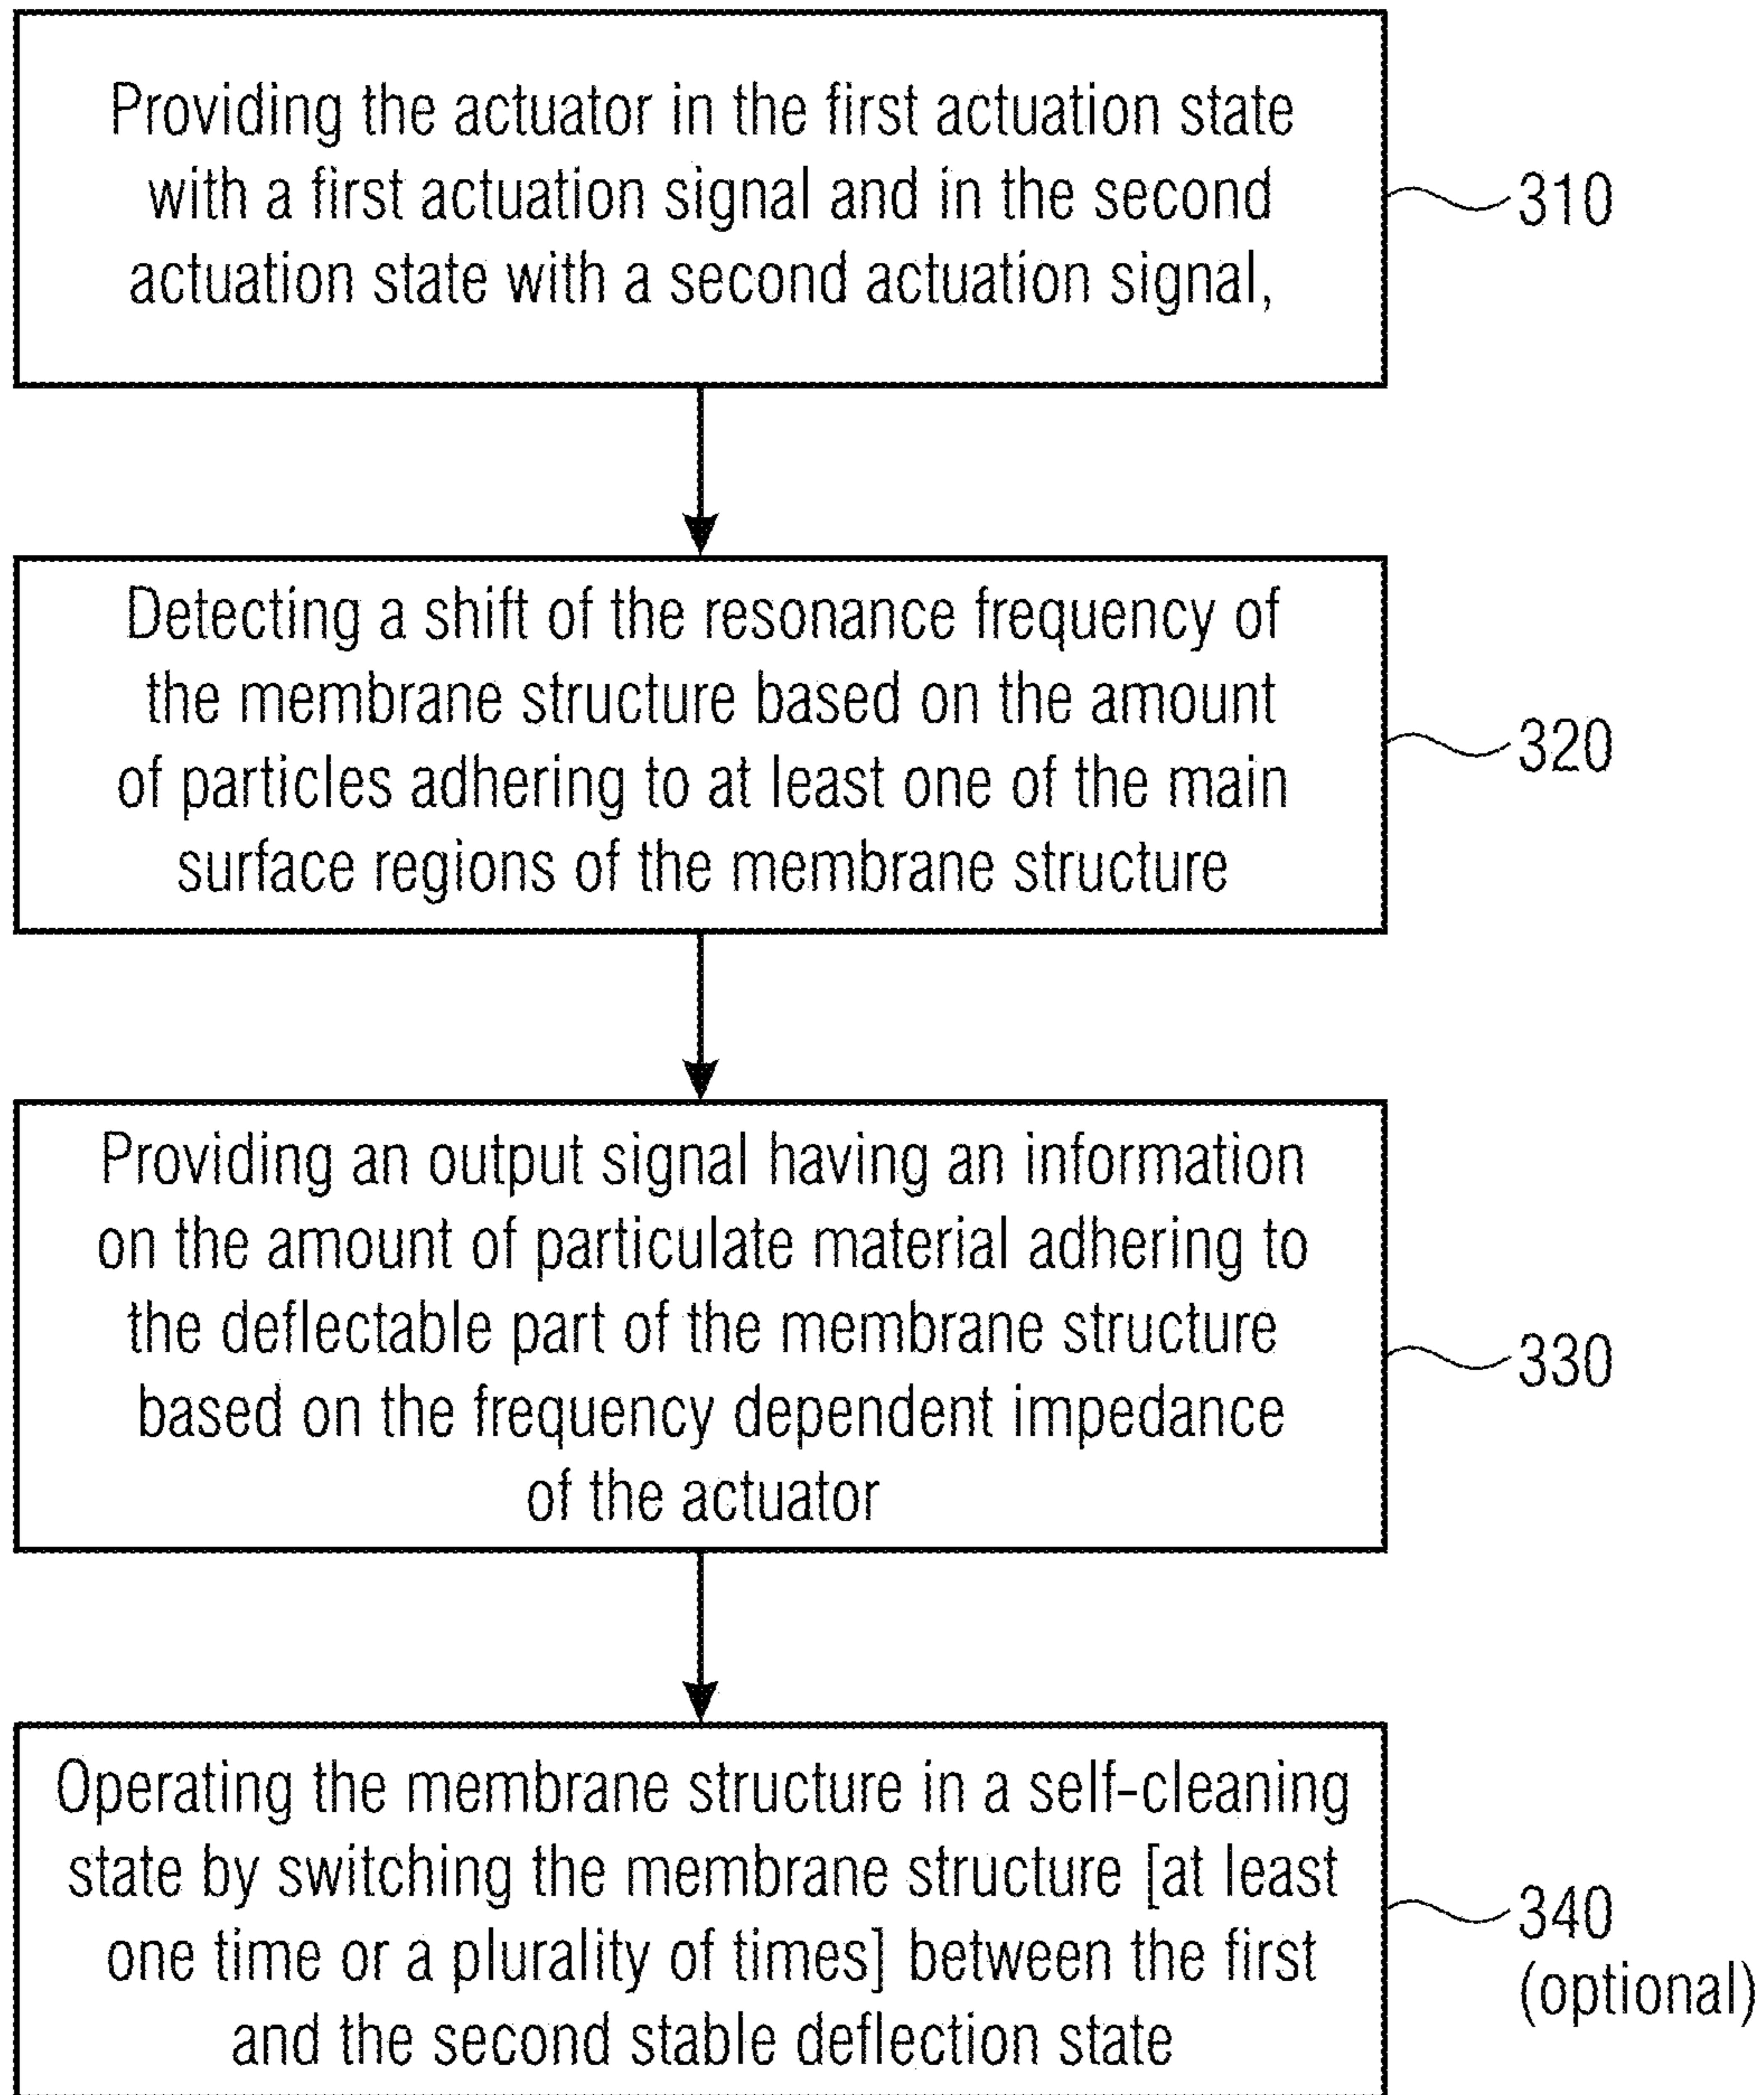 Providing the actuator in the first actuation state
with a first actuation signal and in the second
actuation state with a second actuation signal,
310
Detecting a shift of the resonance frequency of
the membrane structure based on the amount
of particles adhering to at least one of the main
surface regions of the membrane structure
320
Providing an output signal having an information
on the amount of particulate material adhering to
the deflectable part of the membrane structure
based on the frequency dependent impedance
of the actuator
330
Operating the membrane structure in a self-cleaning
state by switching the membrane structure [at least
one time or a plurality of times] between the first
and the second stable deflection state
340
(optional)